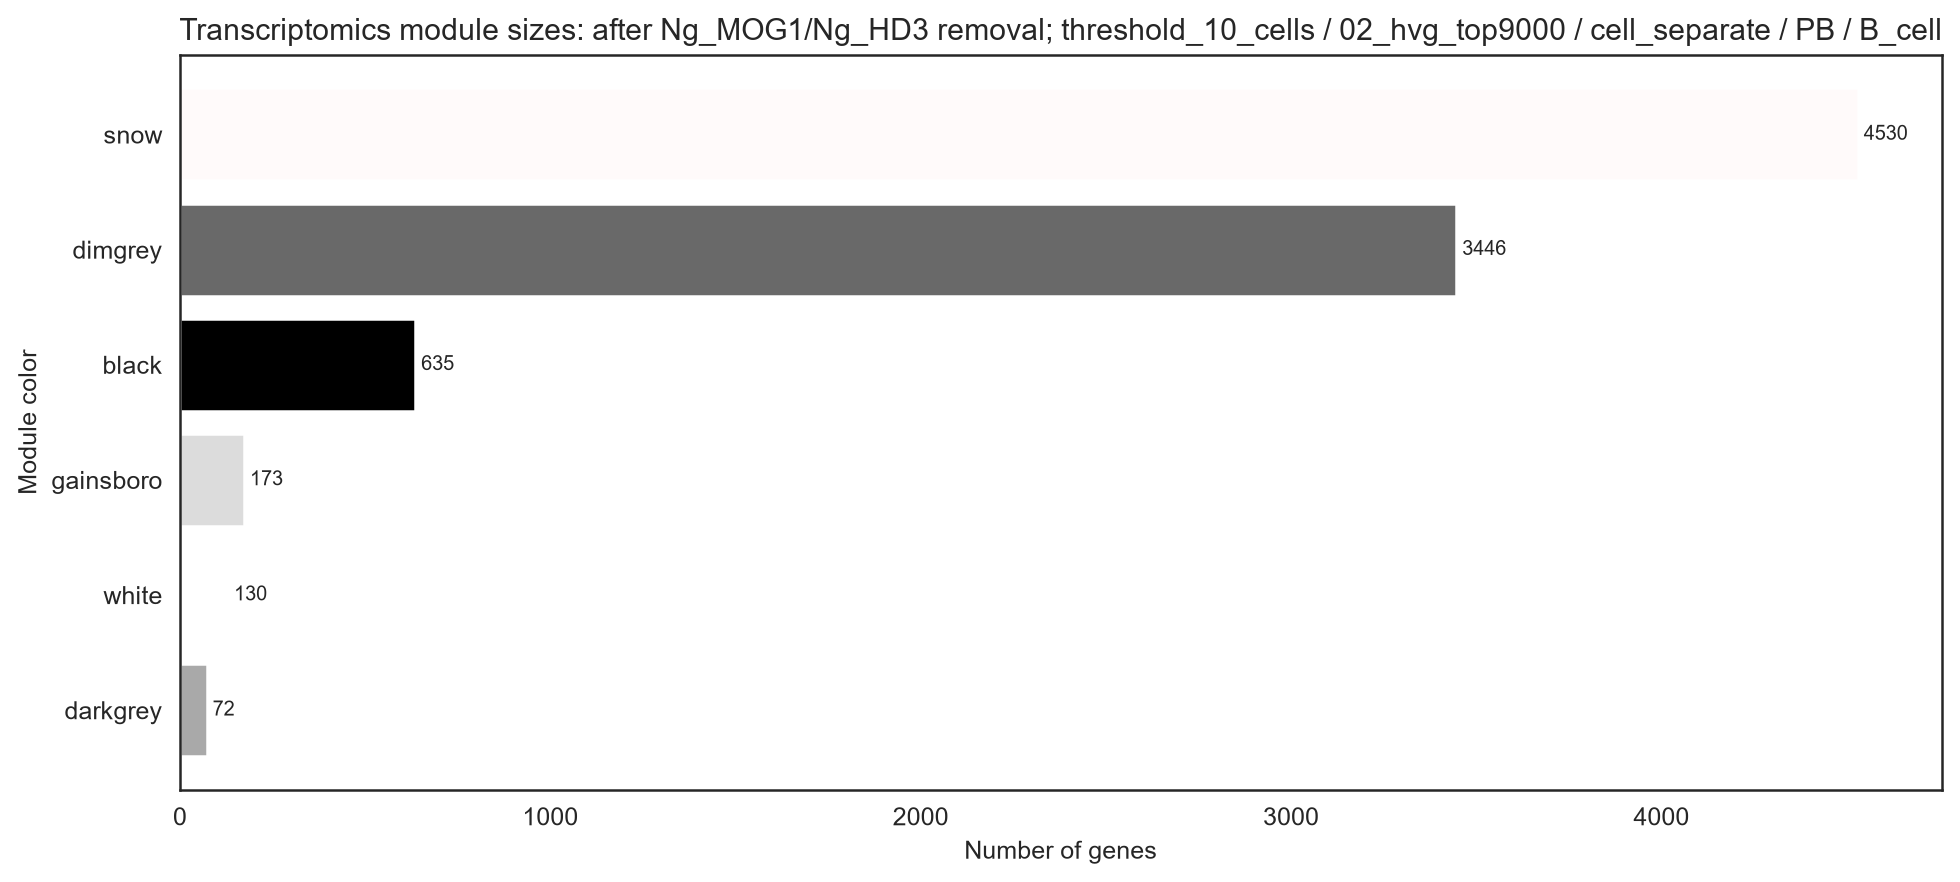 Transcriptomics module sizes: after Ng_MOG1/Ng_HD3 removal; threshold_10_cells / 02_hvg_top9000 / cell_separate / PB / B_cell
Module color
snow
4530
dimgrey
3446
black
635
gainsboro
173
white
130
darkgrey
72
0 1000 2000 3000 4000
Number of genes